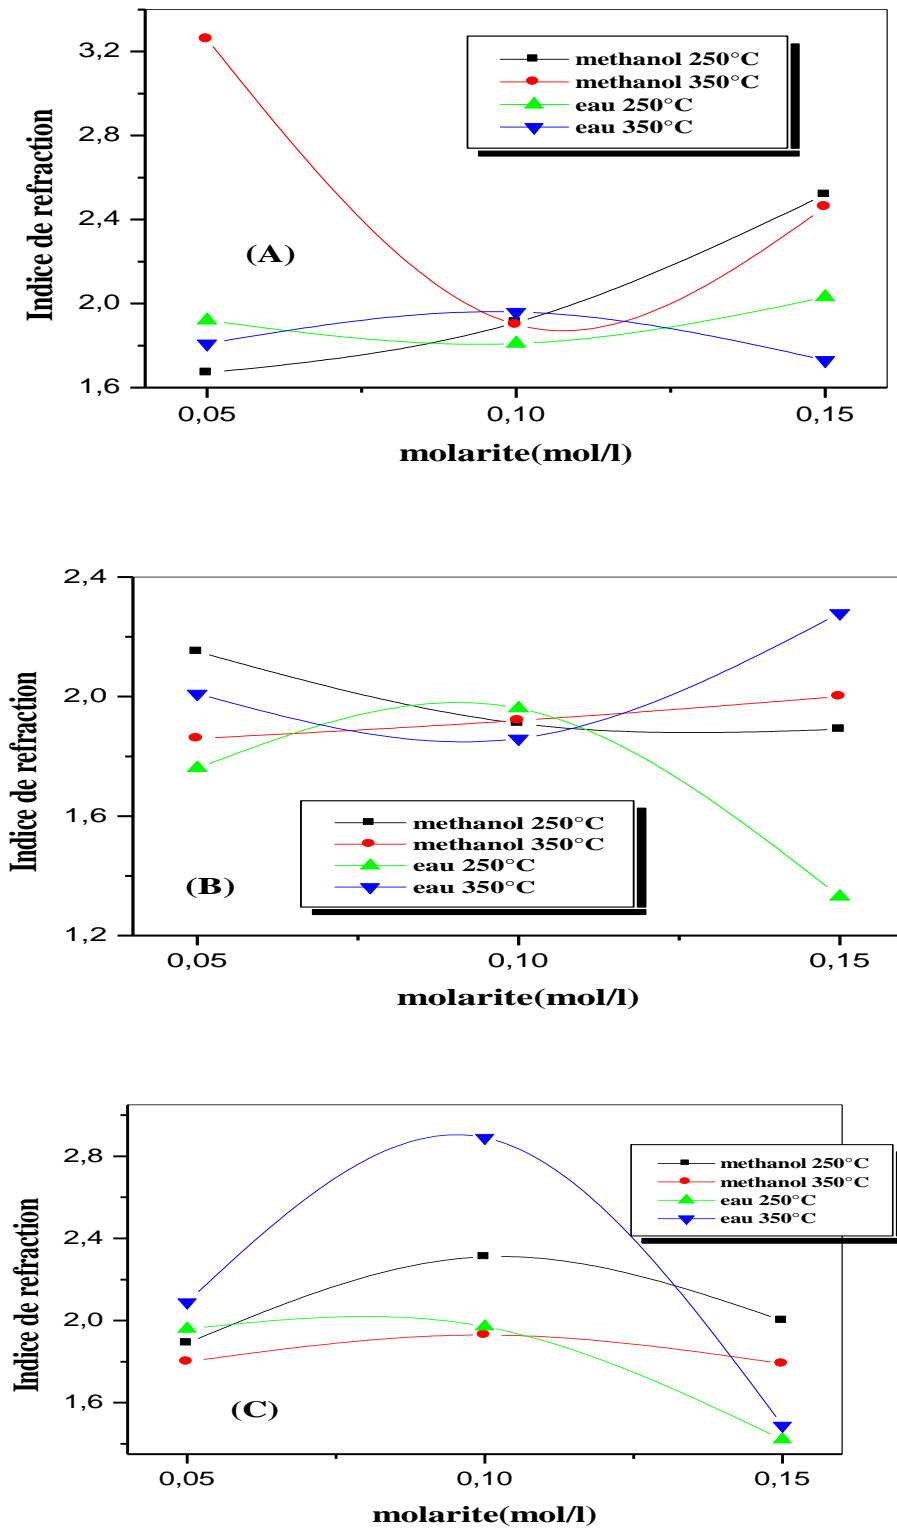 3,2
2,8
2,4
2,0
1,6
Indice de refraction
methanol 250°C
methanol 350°C
eau 250°C
eau 350°C
(A)
0,05 0,10 0,15
molarite(mol/l)
2,4
2,0
1,6
1,2
Indice de refraction
methanol 250°C
methanol 350°C
eau 250°C
eau 350°C
(B)
0,05 0,10 0,15
molarite(mol/l)
2,8
2,4
2,0
1,6
Indice de refraction
methanol 250°C
methanol 350°C
eau 250°C
eau 350°C
(C)
0,05 0,10 0,15
molarite(mol/l)